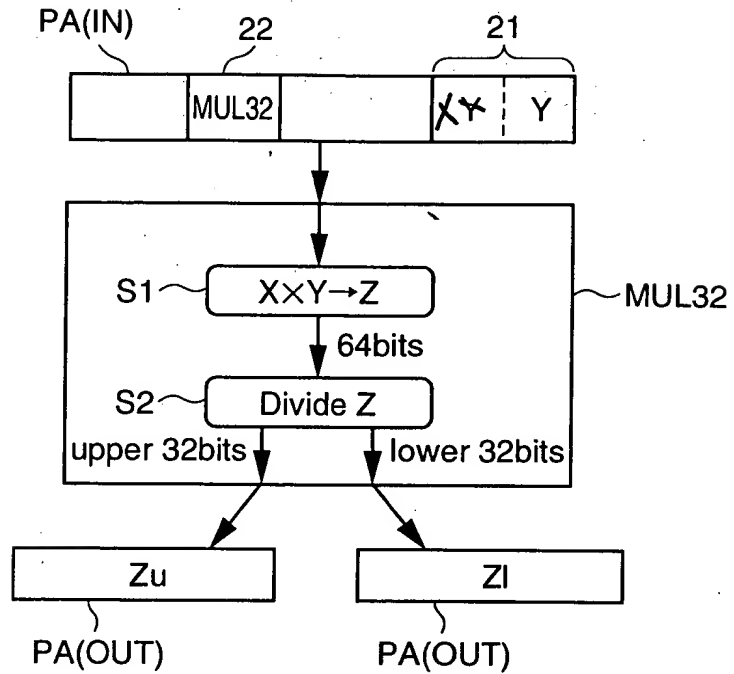 PA(IN) 22 21
MUL32 X Y
S1 X×Y→Z MUL32
64bits
S2 Divide Z
upper 32bits lower 32bits
Zu Zl
PA(OUT) PA(OUT)